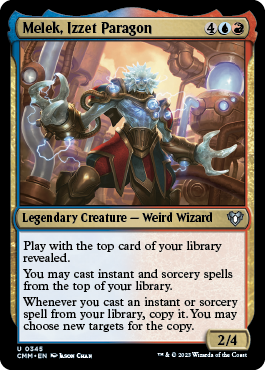 Melek, Izzet Paragon 4
Legendary Creature — Weird Wizard
Play with the top card of your library
revealed.
You may cast instant and sorcery spells
from the top of your library.
Whenever you cast an instant or sorcery
spell from your library, copy it. You may
choose new targets for the copy.
2/4
U 0345
CMM • EN Jason Chan
™ & © 2023 Wizards of the Coast